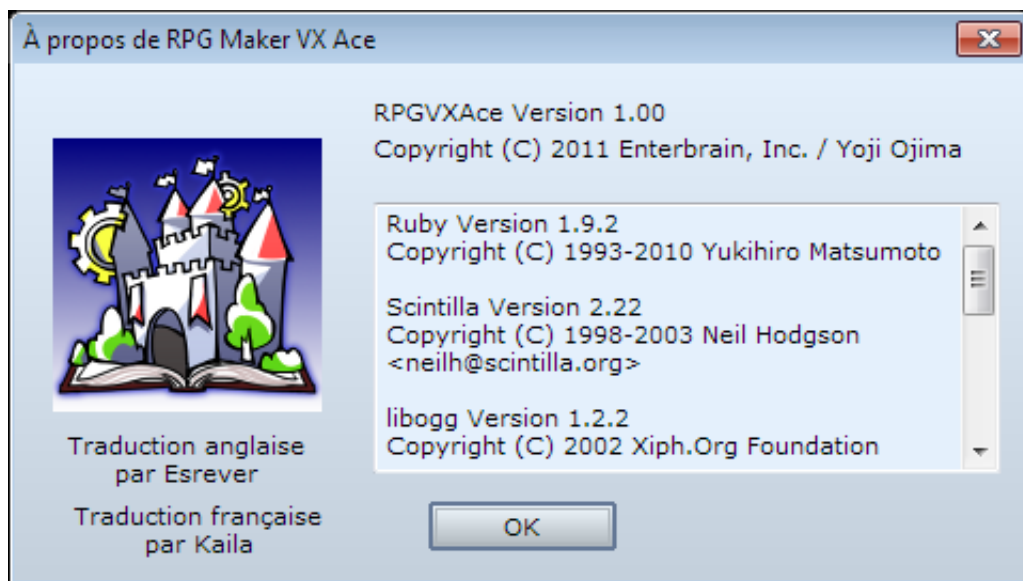 À propos de RPG Maker VX Ace
RPGVXAce Version 1.00
Copyright (C) 2011 Enterbrain, Inc. / Yoji Ojima
Ruby Version 1.9.2
Copyright (C) 1993-2010 Yukihiro Matsumoto
Scintilla Version 2.22
Copyright (C) 1998-2003 Neil Hodgson
<neilh@scintilla.org>
libogg Version 1.2.2
Copyright (C) 2002 Xiph.Org Foundation
Traduction anglaise
par Esrever
Traduction française
par Kaila
OK